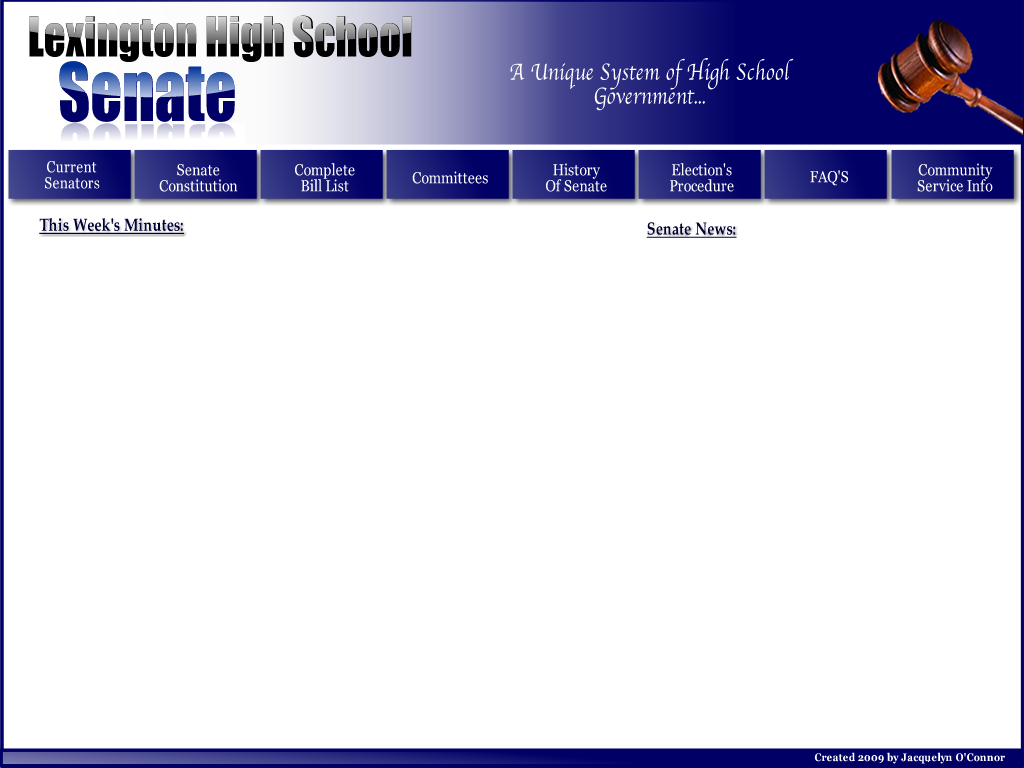 Lexington High School
Senate
A Unique System of High School
Government...
Current
Senators
Senate
Constitution
Complete
Bill List
Committees
History
Of Senate
Election's
Procedure
FAQ'S
Community
Service Info
This Week's Minutes:
Senate News:
Created 2009 by Jacquelyn O'Connor